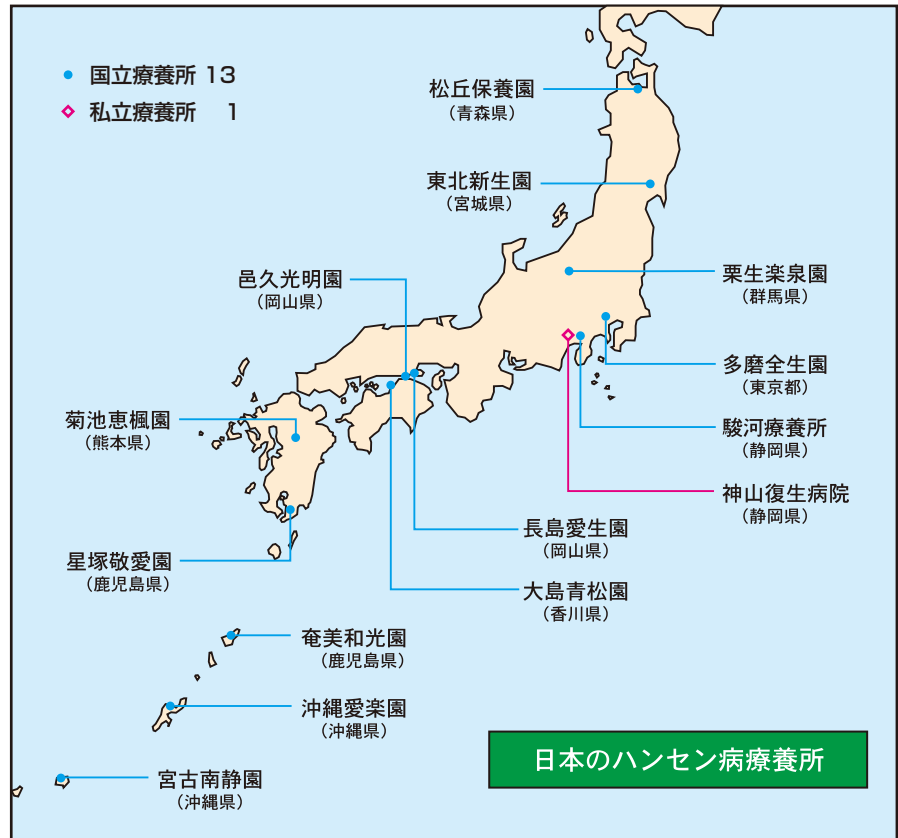 国立療養所 13
私立療養所 1
松丘保養園
（青森県）
東北新生園
（宮城県）
邑久光明園
（岡山県）
栗生楽泉園
（群馬県）
多磨全生園
（東京都）
菊池恵楓園
（熊本県）
駿河療養所
（静岡県）
神山復生病院
（静岡県）
長島愛生園
（岡山県）
星塚敬愛園
（鹿児島県）
大島青松園
（香川県）
奄美和光園
（鹿児島県）
沖縄愛楽園
（沖縄県）
宮古南静園
（沖縄県）
日本のハンセン病療養所